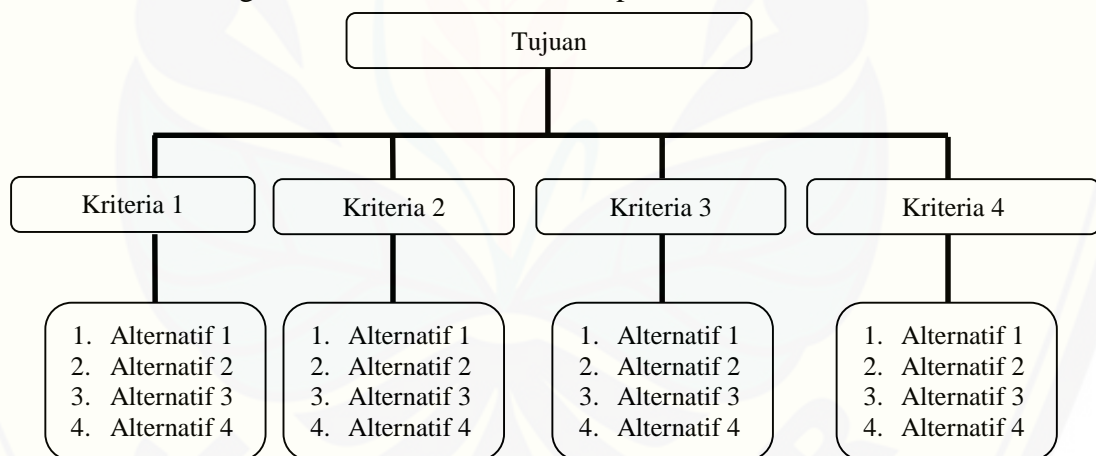 Tujuan
Kriteria 1
Kriteria 2
Kriteria 3
Kriteria 4
1. Alternatif 1
2. Alternatif 2
3. Alternatif 3
4. Alternatif 4
1. Alternatif 1
2. Alternatif 2
3. Alternatif 3
4. Alternatif 4
1. Alternatif 1
2. Alternatif 2
3. Alternatif 3
4. Alternatif 4
1. Alternatif 1
2. Alternatif 2
3. Alternatif 3
4. Alternatif 4